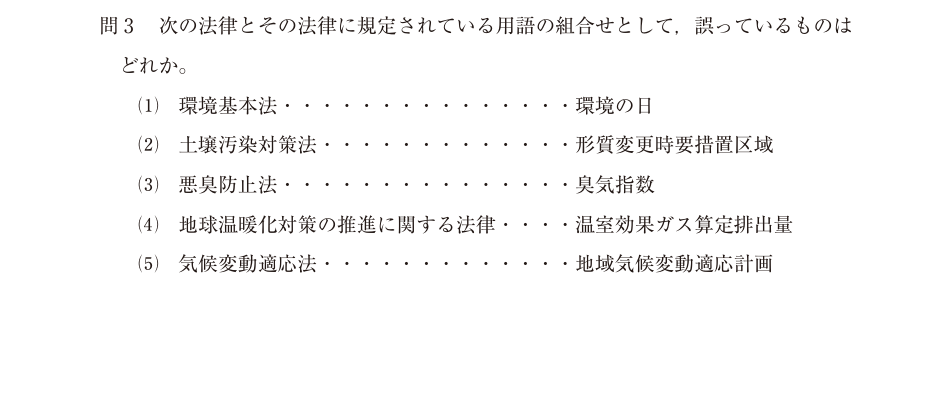 問3　次の法律とその法律に規定されている用語の組合せとして，誤っているものは
どれか。
⑴　環境基本法・・・・・・・・・・・・・・・環境の日
⑵　土壌汚染対策法・・・・・・・・・・・・・形質変更時要措置区域
⑶　悪臭防止法・・・・・・・・・・・・・・・臭気指数
⑷　地球温暖化対策の推進に関する法律・・・・温室効果ガス算定排出量
⑸　気候変動適応法・・・・・・・・・・・・・地域気候変動適応計画